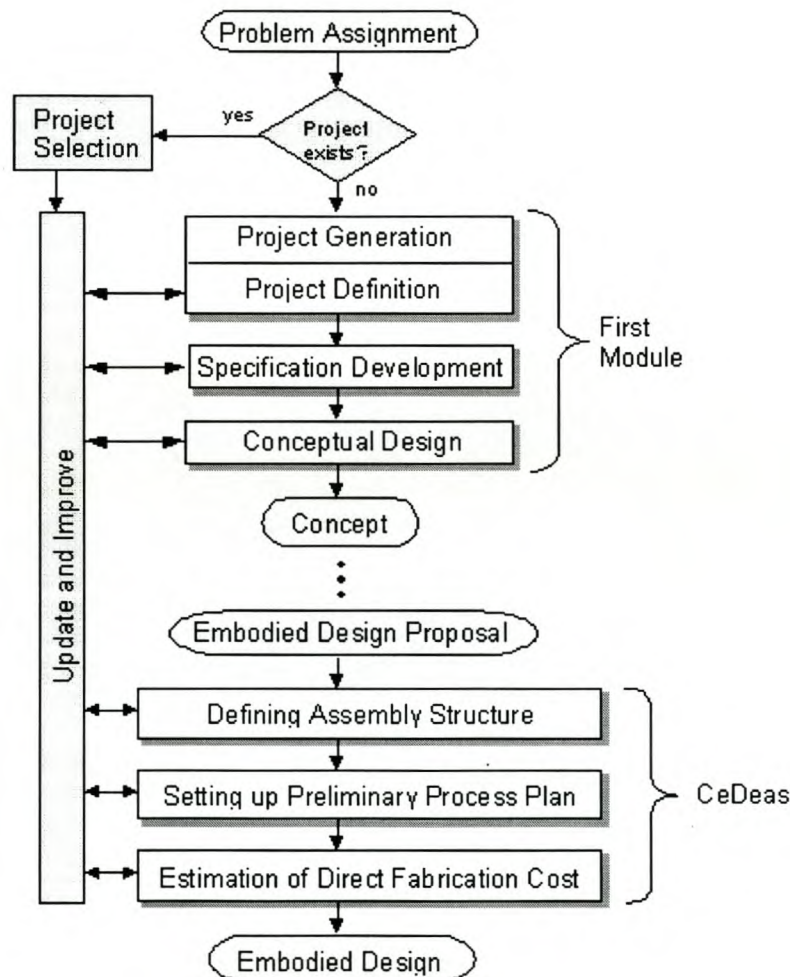 Problem Assignment
Project
Selection
yes
Project
exists?
no
Project Generation
Project Definition
First
Module
Specification Development
Conceptual Design
Concept
Update and Improve
Embodied Design Proposal
Defining Assembly Structure
Setting up Preliminary Process Plan
CeDeas
Estimation of Direct Fabrication Cost
Embodied Design